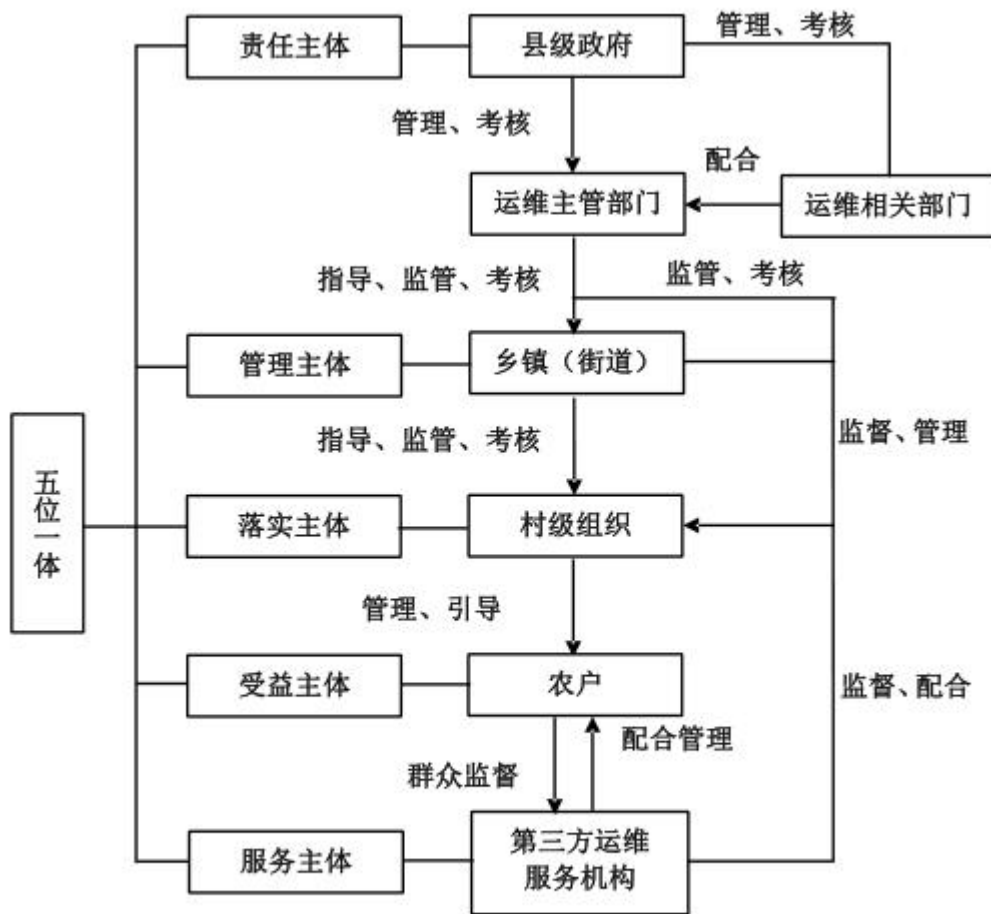 责任主体
县级政府
管理、考核
管理、考核
配合
运维主管部门
运维相关部门
指导、监管、考核
监管、考核
管理主体
乡镇（街道）
监督、管理
指导、监管、考核
五位一体
落实主体
村级组织
管理、引导
受益主体
农户
监督、配合
配合管理
群众监督
服务主体
第三方运维
服务机构